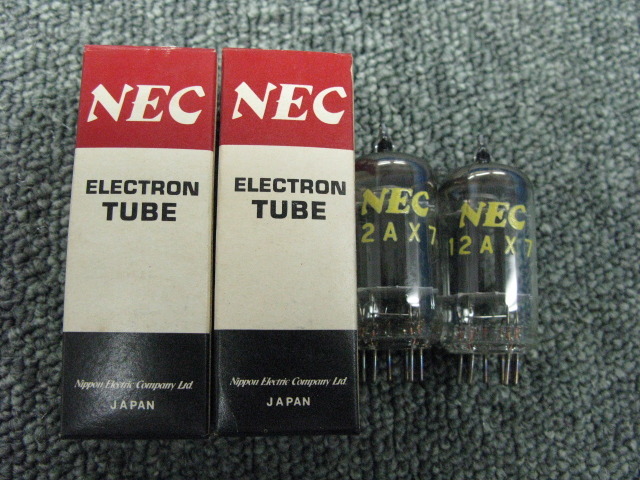 NEC
ELECTRON
TUBE
Nippon Electric Company Ltd.
JAPAN
NEC
ELECTRON
TUBE
Nippon Electric Company Ltd.
JAPAN
NEC
2AX7
NEC
12AX7